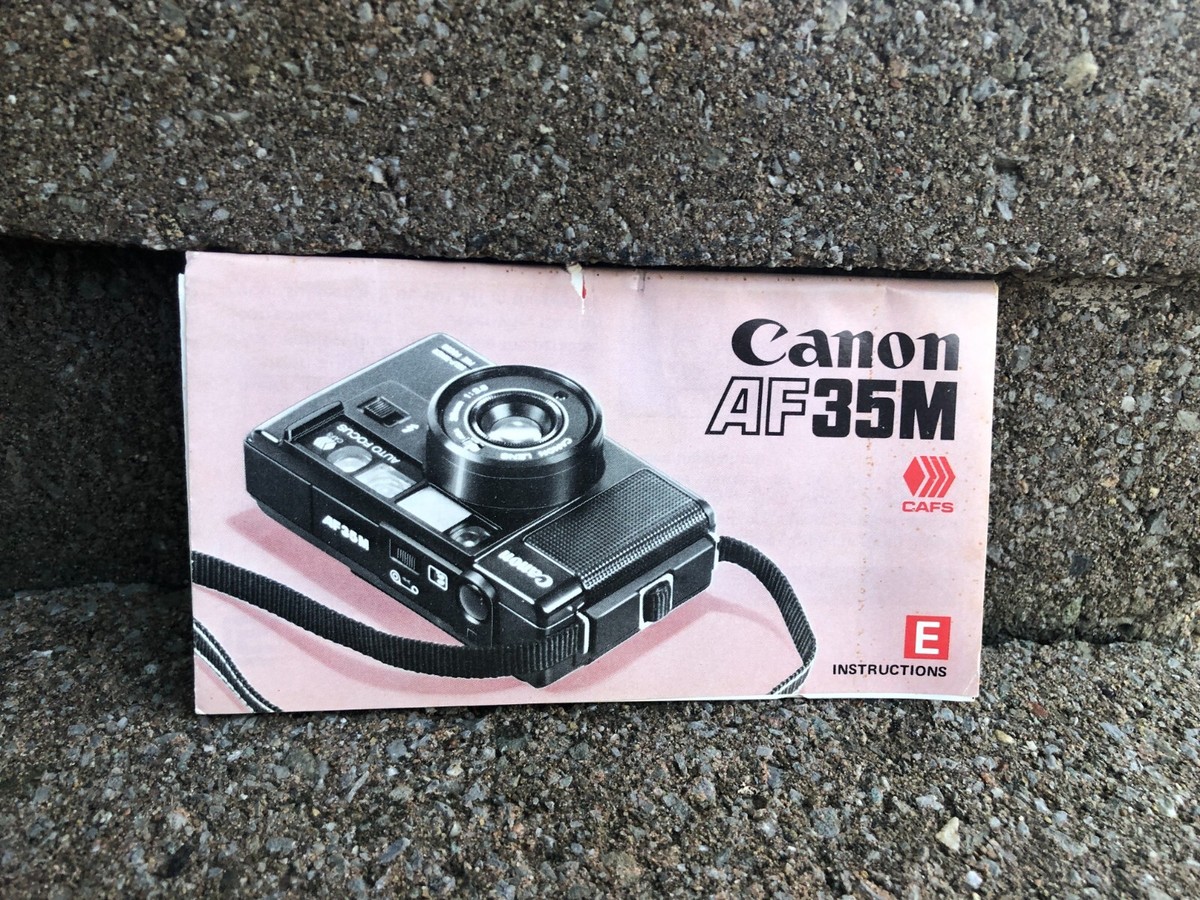 Canon
AF35M
CAFS
E
INSTRUCTIONS
AUTO FOCUS
AF35M
Canon